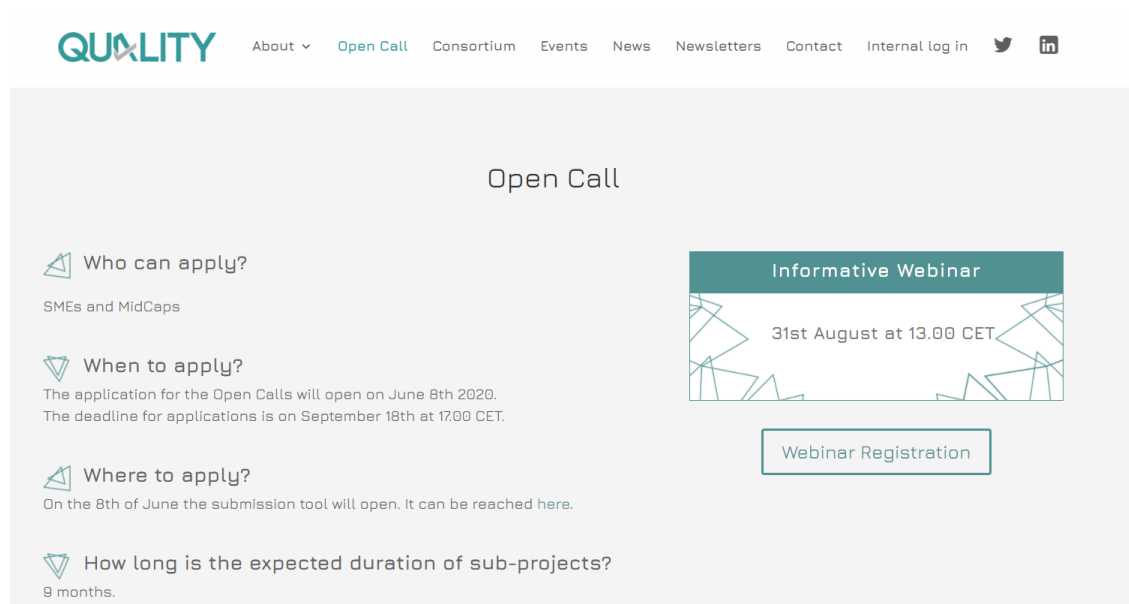 QUALITY
About
Open Call
Consortium
Events
News
Newsletters
Contact
Internal log in
in
Open Call
Who can apply?
SMEs and MidCaps
When to apply?
The application for the Open Calls will open on June 8th 2020.
The deadline for applications is on September 18th at 17.00 CET.
Where to apply?
On the 8th of June the submission tool will open. It can be reached here.
How long is the expected duration of sub-projects?
9 months.
Informative Webinar
31st August at 13.00 CET
Webinar Registration